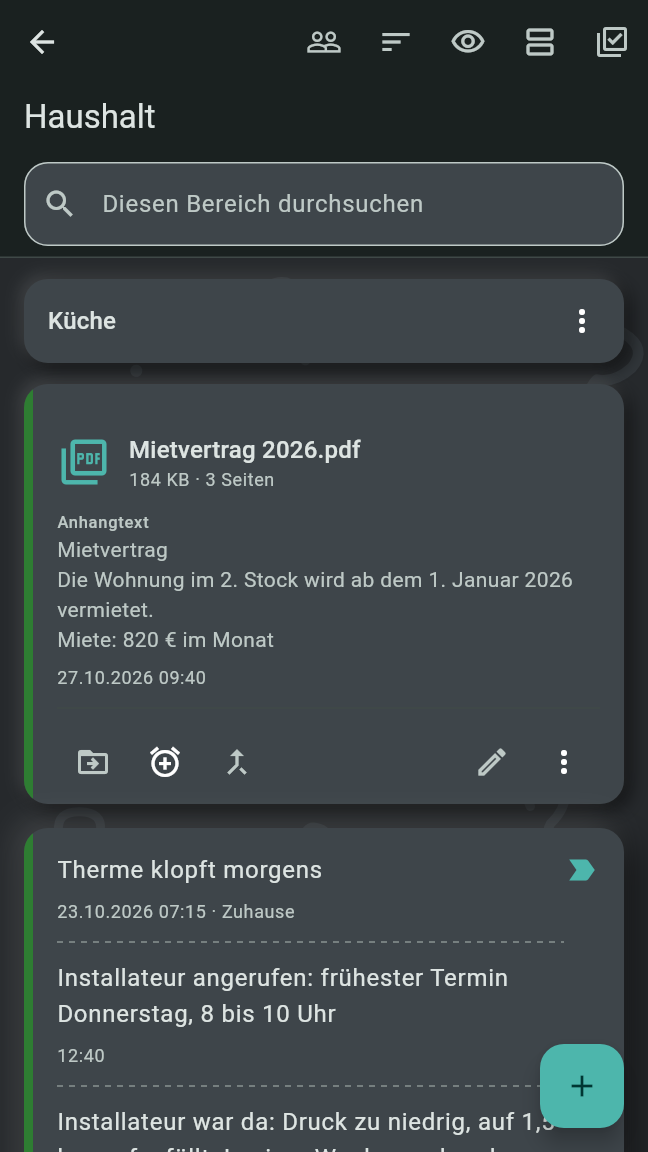 Haushalt
Diesen Bereich durchsuchen
Küche
PDF
Mietvertrag 2026.pdf
184 KB · 3 Seiten
Anhangtext
Mietvertrag
Die Wohnung im 2. Stock wird ab dem 1. Januar 2026
vermietet.
Miete: 820 € im Monat
27.10.2026 09:40
Therme klopft morgens
23.10.2026 07:15 · Zuhause
Installateur angerufen: frühester Termin
Donnerstag, 8 bis 10 Uhr
12:40
Installateur war da: Druck zu niedrig, auf 1,5